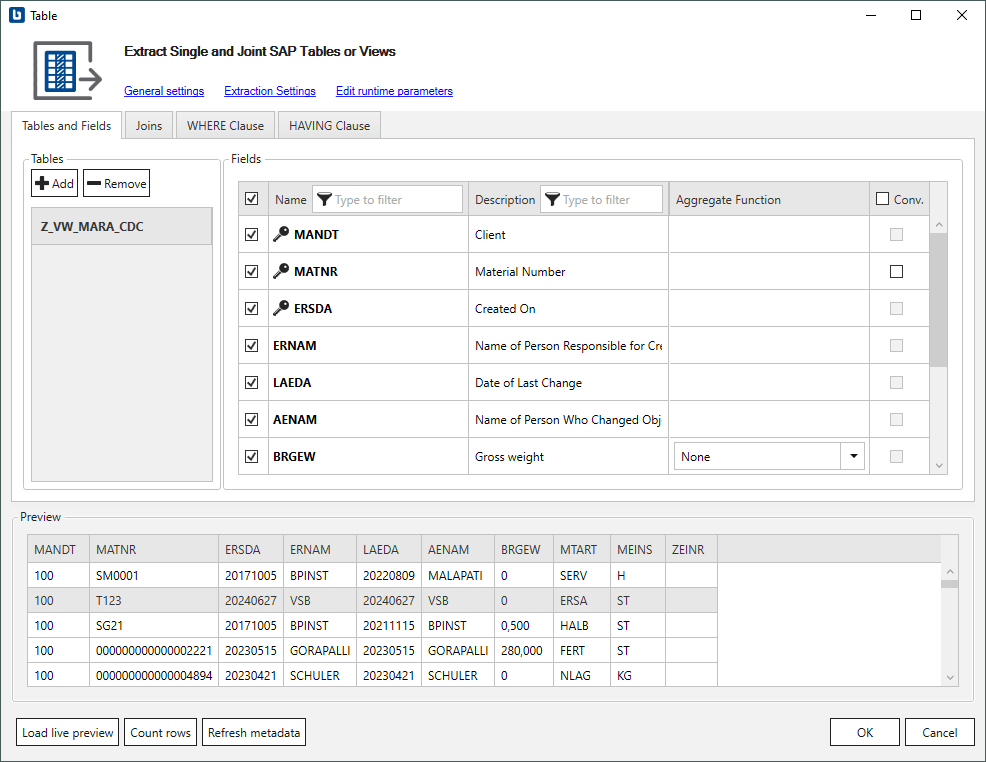 Table
Extract Single and Joint SAP Tables or Views
General settings Extraction Settings Edit runtime parameters
Tables and Fields Joins WHERE Clause HAVING Clause
Tables
Add Remove
Z_VW_MARA_CDC
Fields
Name Type to filter Description Type to filter Aggregate Function Conv.
MANDT Client
MATNR Material Number
ERSDA Created On
ERNAM Name of Person Responsible for Cre
LAEDA Date of Last Change
AENAM Name of Person Who Changed Obj
BRGEW Gross weight None
Preview
MANDT MATNR ERSDA ERNAM LAEDA AENAM BRGEW MTART MEINS ZEINR
100 SM0001 20171005 BPINST 20220809 MALAPATI 0 SERV H
100 T123 20240627 VSB 20240627 VSB 0 ERSA ST
100 SG21 20171005 BPINST 20211115 BPINST 0,500 HALB ST
100 000000000000002221 20230515 GORAPALLI 20230515 GORAPALLI 280,000 FERT ST
100 000000000000004894 20230421 SCHULER 20230421 SCHULER 0 NLAG KG
Load live preview Count rows Refresh metadata OK Cancel